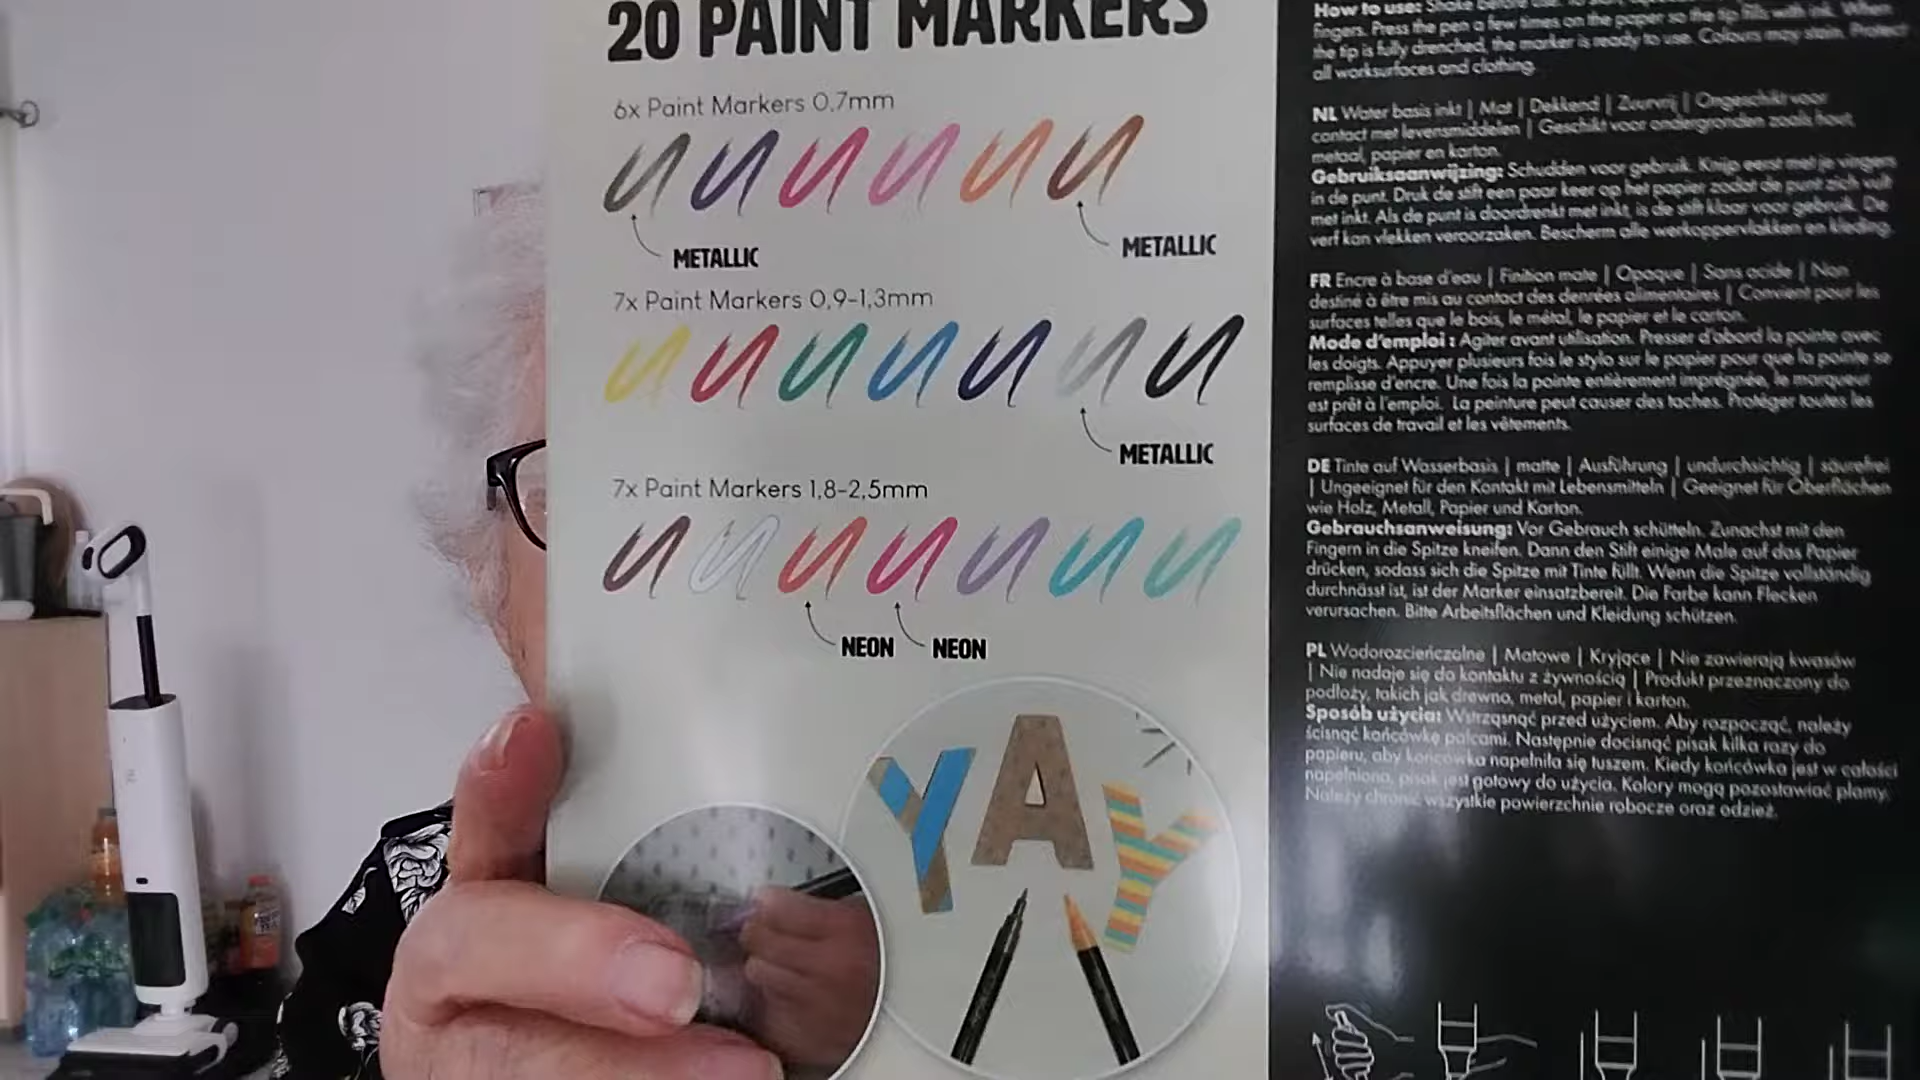 20 PAINT MARKERS
6x Paint Markers 0,7mm
METALLIC
METALLIC
7x Paint Markers 0,9-1,3mm
METALLIC
7x Paint Markers 1,8-2,5mm
NEON
NEON
YAY
How to use: Shake before use.
fingers. Press the pen a few times on the paper so the tip fills with ink. When
the tip is fully drenched, the marker is ready to use. Colours may stain. Protect
all worksurfaces and clothing.
NL Water basis inkt | Mat | Dekkend | Zuurvrij | Ongeschikt voor
contact met levensmiddelen | Geschikt voor ondergronden zoals hout,
metaal, papier en karton.
Gebruiksaanwijzing: Schudden voor gebruik. Knijp eerst met je vingers
in de punt. Druk de stift een paar keer op het papier zodat de punt zich vult
met inkt. Als de punt is doordrenkt met inkt, is de stift klaar voor gebruik. De
verf kan vlekken veroorzaken. Bescherm alle werkoppervlakken en kleding.
FR Encre à base d'eau | Finition mate | Opaque | Sans acide | Non
destiné à être mis au contact des denrées alimentaires | Convient pour les
surfaces telles que le bois, le métal, le papier et le carton.
Mode d'emploi : Agiter avant utilisation. Presser d'abord la pointe avec
les doigts. Appuyer plusieurs fois le stylo sur le papier pour que la pointe se
remplisse d'encre. Une fois la pointe entièrement imprégnée, le marqueur
est prêt à l'emploi. La peinture peut causer des taches. Protéger toutes les
surfaces de travail et les vêtements.
DE Tinte auf Wasserbasis | matte | Ausführung | undurchsichtig | säurefrei
| Ungeeignet für den Kontakt mit Lebensmitteln | Geeignet für Oberflächen
wie Holz, Metall, Papier und Karton.
Gebrauchsanweisung: Vor Gebrauch schütteln. Zunächst mit den
Fingern in die Spitze kneifen. Dann den Stift einige Male auf das Papier
drücken, sodass sich die Spitze mit Tinte füllt. Wenn die Spitze vollständig
durchnässt ist, ist der Marker einsatzbereit. Die Farbe kann Flecken
verursachen. Bitte Arbeitsflächen und Kleidung schützen.
PL Wodorozcieńczalne | Matowe | Kryjące | Nie zawierają kwasów
| Nie nadaje się do kontaktu z żywnością | Produkt przeznaczony do
podłoży, takich jak drewno, metal, papier i karton.
Sposób użycia: Wstrząsnąć przed użyciem. Aby rozpocząć, należy
ścisnąć końcówkę palcami. Następnie docisnąć pisak kilka razy do
papieru, aby końcówka napełniła się tuszem. Kiedy końcówka jest w całości
napełniona, pisak jest gotowy do użycia. Kolory mogą pozostawiać plamy.
Należy chronić wszystkie powierzchnie robocze oraz odzież.